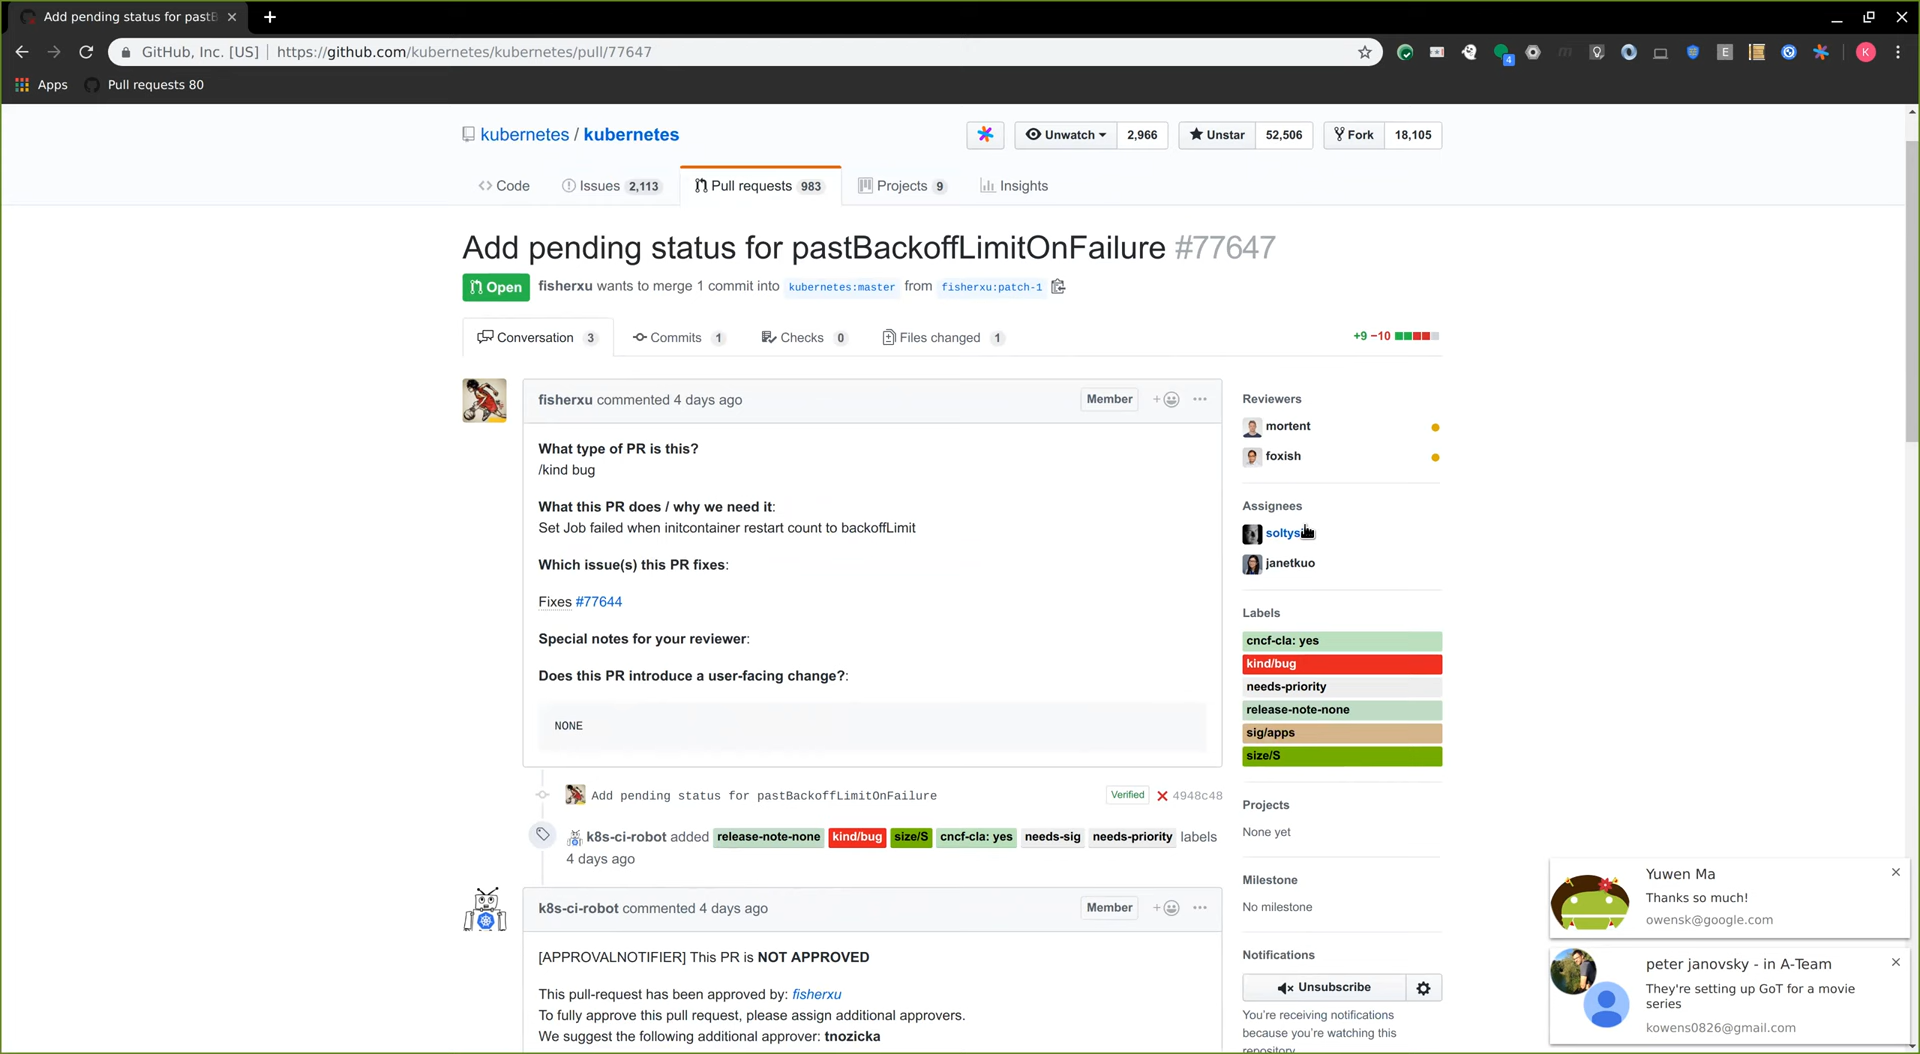 Add pending status for pastB
GitHub, Inc. [US] | https://github.com/kubernetes/kubernetes/pull/77647
4
E
K
Apps
Pull requests 80
kubernetes / kubernetes
Unwatch
2,966
Unstar
52,506
Fork
18,105
Code
Issues 2,113
Pull requests 983
Projects 9
Insights
Add pending status for pastBackoffLimitOnFailure #77647
Open
fisherxu wants to merge 1 commit into kubernetes:master from fisherxu:patch-1
Conversation 3
Commits 1
Checks 0
Files changed 1
+9 −10
fisherxu commented 4 days ago
Member
What type of PR is this?
/kind bug
What this PR does / why we need it:
Set Job failed when initcontainer restart count to backoffLimit
Which issue(s) this PR fixes:
Fixes #77644
Special notes for your reviewer:
Does this PR introduce a user-facing change?:
NONE
Add pending status for pastBackoffLimitOnFailure
Verified
4948c48
k8s-ci-robot added release-note-none kind/bug size/S cncf-cla: yes needs-sig needs-priority labels
4 days ago
k8s-ci-robot commented 4 days ago
Member
[APPROVALNOTIFIER] This PR is NOT APPROVED
This pull-request has been approved by: fisherxu
To fully approve this pull request, please assign additional approvers.
We suggest the following additional approver: tnozicka
Reviewers
mortent
foxish
Assignees
soltys
janetkuo
Labels
cncf-cla: yes
kind/bug
needs-priority
release-note-none
sig/apps
size/S
Projects
None yet
Milestone
No milestone
Notifications
Unsubscribe
You're receiving notifications
because you're watching this
repository.
Yuwen Ma
Thanks so much!
owensk@google.com
peter janovsky - in A-Team
They're setting up GoT for a movie
series
kowens0826@gmail.com